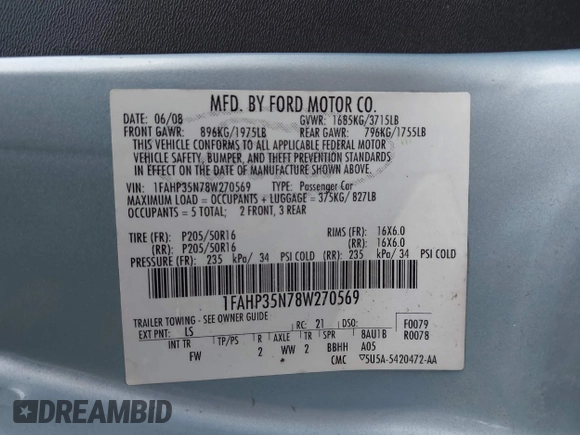 MFD. BY FORD MOTOR CO.
DATE: 06/08 GVWR: 1685KG/3715LB
FRONT GAWR: 896KG/1975LB REAR GAWR: 796KG/1755LB
THIS VEHICLE CONFORMS TO ALL APPLICABLE FEDERAL MOTOR
VEHICLE SAFETY, BUMPER, AND THEFT PREVENTION STANDARDS
IN EFFECT ON THE DATE OF MANUFACTURE SHOWN ABOVE.
VIN: 1FAHP35N78W270569 TYPE: Passenger Car
MAXIMUM LOAD = OCCUPANTS + LUGGAGE = 375KG/ 827LB
OCCUPANTS = 5 TOTAL; 2 FRONT, 3 REAR
TIRE (FR): P205/50R16 RIMS (FR): 16X6.0
(RR): P205/50R16 (RR): 16X6.0
PRESSURE (FR): 235 kPa/ 34 PSI COLD (RR): 235 kPa/ 34 PSI COLD
1FAHP35N78W270569
TRAILER TOWING - SEE OWNER GUIDE
EXT PNT: LS RC: 21 DSO: F0079
INT TR TP/PS R AXLE TR SPR 8AU1B R0078
FW 2 WW 2 BBHH A05
CMC ▽5U5A-5420472-AA
DREAMBID